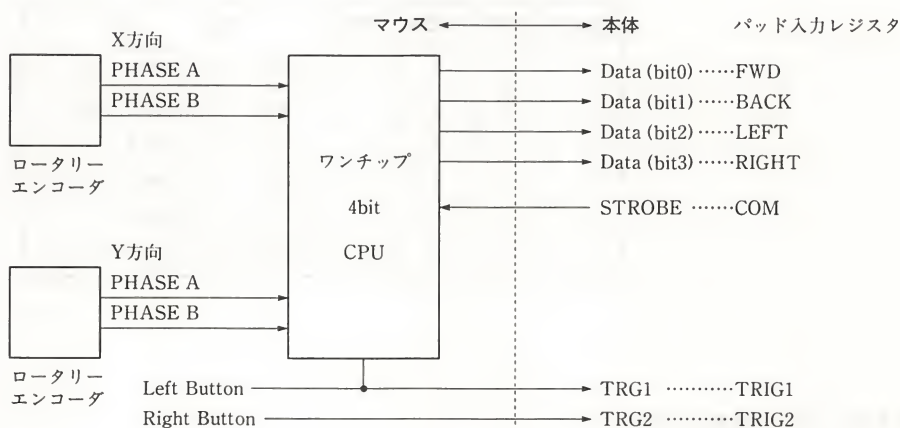 マウス 本体 パッド入力レジスタ
X方向
PHASE A
PHASE B
ロータリー
エンコーダ
Y方向
PHASE A
PHASE B
ロータリー
エンコーダ
ワンチップ
4bit
CPU
Data (bit0) ……FWD
Data (bit1) ……BACK
Data (bit2) ……LEFT
Data (bit3) ……RIGHT
STROBE ……COM
Left Button TRG1 ………TRIG1
Right Button TRG2 ………TRIG2